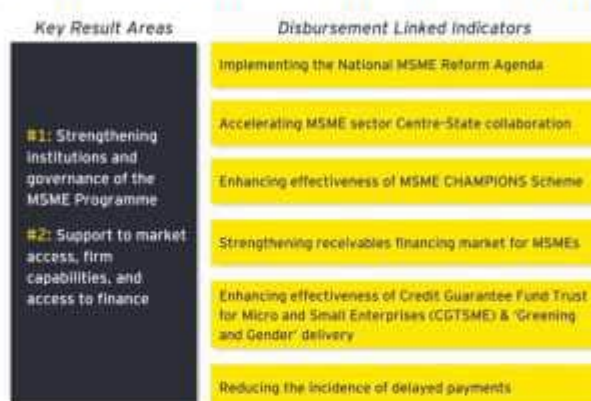 Key Result Areas
Disbursement Linked Indicators
#1: Strengthening
institutions and
governance of the
MSME Programme
#2: Support to market
access, firm
capabilities, and
access to finance
Implementing the National MSME Reform Agenda
Accelerating MSME sector Centre-State collaboration
Enhancing effectiveness of MSME CHAMPIONS Scheme
Strengthening receivables financing market for MSMEs
Enhancing effectiveness of Credit Guarantee Fund Trust
for Micro and Small Enterprises (CGTSME) & 'Greening
and Gender' delivery
Reducing the incidence of delayed payments